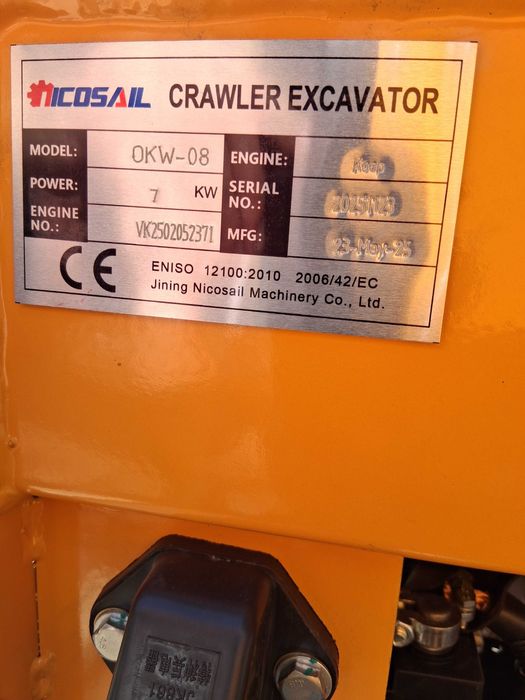 NICOSAIL CRAWLER EXCAVATOR
MODEL: OKW-08 ENGINE: Koop
POWER: 7 KW SERIAL NO.:
ENGINE NO.: VK2502052371 MFG.: 23-May-25
CE ENISO 12100:2010 2006/42/EC
Jining Nicosail Machinery Co., Ltd.
JK861